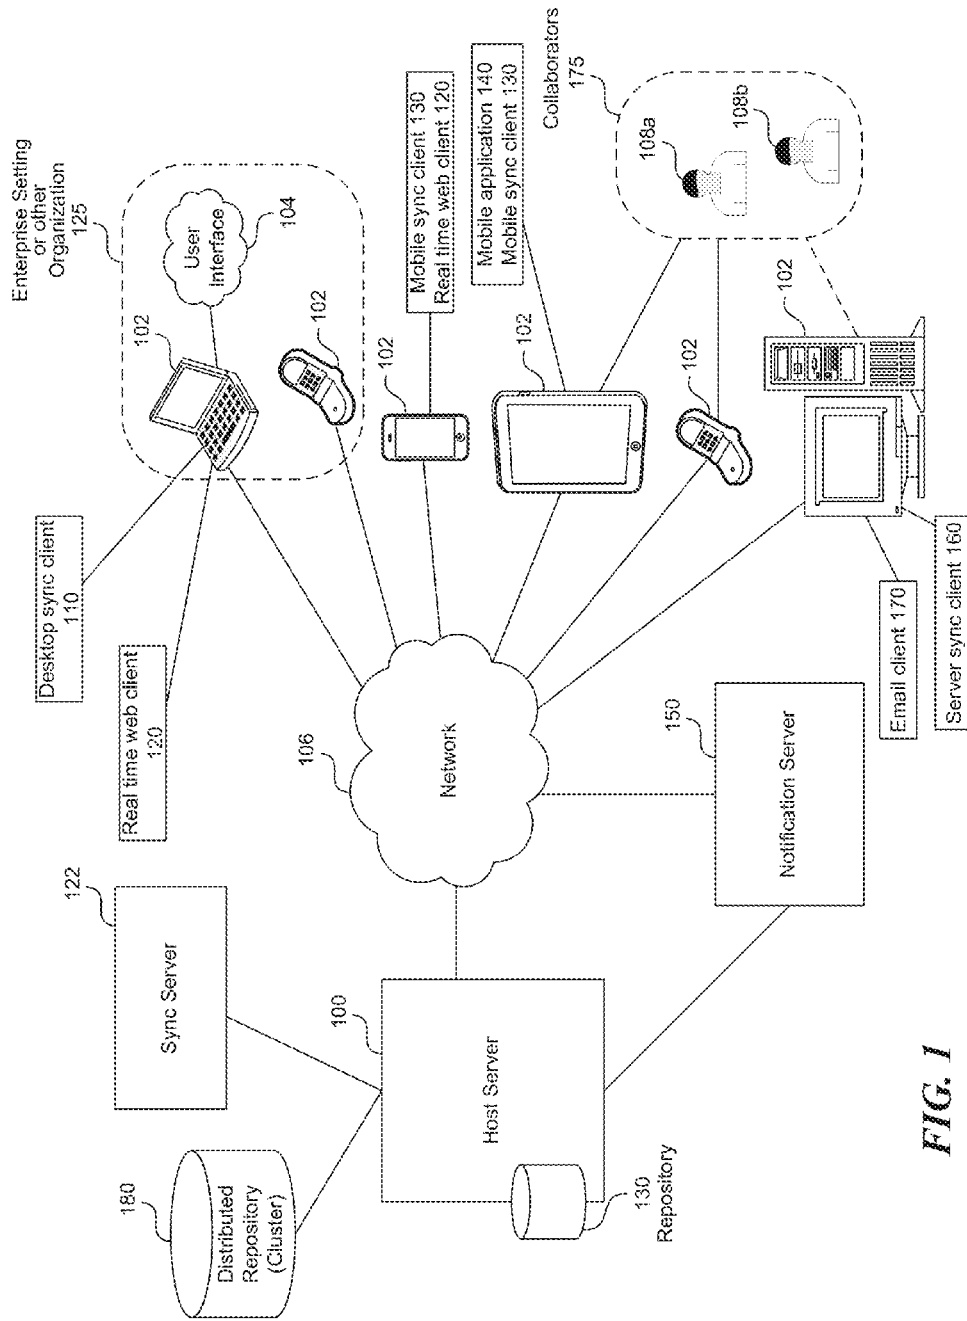 Enterprise Setting
or other
Organization
125
User
Interface
104
102
102
Desktop sync client
110
Real time web client
120
102
Mobile sync client 130
Real time web client 120
102
Mobile application 140
Mobile sync client 130
Collaborators
175
108a
108b
102
102
Email client 170
Server sync client 160
106
Network
150
Notification Server
122
Sync Server
100
Host Server
180
Distributed
Repository
(Cluster)
130
Repository
FIG. 1